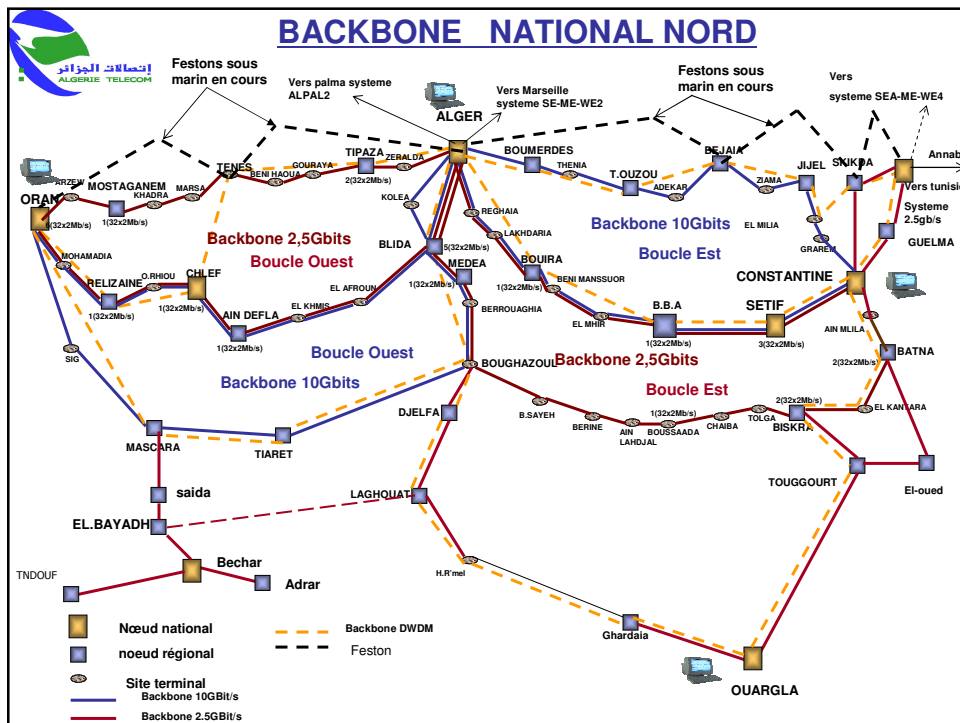 BACKBONE NATIONAL NORD
إتصالات الجزائر
ALGERIE TELECOM
Festons sous
marin en cours
Vers palma systeme
ALPAL2
Vers Marseille
systeme SE-ME-WE2
Festons sous
marin en cours
Vers
systeme SEA-ME-WE4
ALGER
Annab
Vers tunisie
Systeme
2.5gb/s
TIPAZA
ZERALDA
GOURAYA
2(32x2Mb/s)
TENES
BENI HAOUA
BOUMERDES
THENIA
T.OUZOU
ADEKAR
BEJAIA
ZIAMA
JIJEL
SKIKDA
EL MILIA
GRAREM
GUELMA
ARZEW
MOSTAGANEM
KHADRA
MARSA
1(32x2Mb/s)
ORAN
6(32x2Mb/s)
KOLEA
REGHAIA
LAKHDARIA
Backbone 10Gbits
Boucle Est
Backbone 2,5Gbits
Boucle Ouest
BLIDA
5(32x2Mb/s)
MEDEA
1(32x2Mb/s)
BOUIRA
1(32x2Mb/s)
BENI MANSSUOR
EL MHIR
CONSTANTINE
MOHAMADIA
RELIZAINE
1(32x2Mb/s)
O.RHIOU
CHLEF
1(32x2Mb/s)
EL AFROUN
EL KHMIS
AIN DEFLA
1(32x2Mb/s)
BERROUAGHIA
B.B.A
1(32x2Mb/s)
SETIF
3(32x2Mb/s)
AIN MLILA
BATNA
2(32x2Mb/s)
SIG
Boucle Ouest
Backbone 10Gbits
BOUGHAZOUL
Backbone 2,5Gbits
Boucle Est
B.SAYEH
BERINE
AIN
LAHDJAL
1(32x2Mb/s)
BOUSSAADA
CHAIBA
TOLGA
2(32x2Mb/s)
BISKRA
EL KANTARA
DJELFA
MASCARA
TIARET
TOUGGOURT
El-oued
saida
LAGHOUAT
EL.BAYADH
H.R'mel
Bechar
Adrar
TNDOUF
Ghardaia
OUARGLA
Nœud national
noeud régional
Site terminal
Backbone 10GBit/s
Backbone 2.5GBit/s
Backbone DWDM
Feston